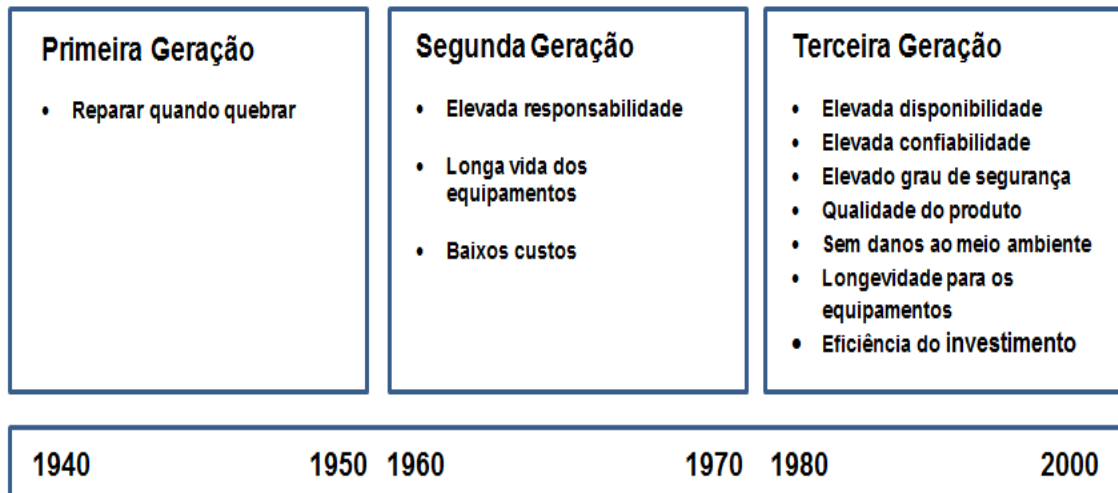 Primeira Geração
• Reparar quando quebrar
Segunda Geração
• Elevada responsabilidade
• Longa vida dos
equipamentos
• Baixos custos
Terceira Geração
• Elevada disponibilidade
• Elevada confiabilidade
• Elevado grau de segurança
• Qualidade do produto
• Sem danos ao meio ambiente
• Longevidade para os
equipamentos
• Eficiência do investimento
1940 1950 1960 1970 1980 2000